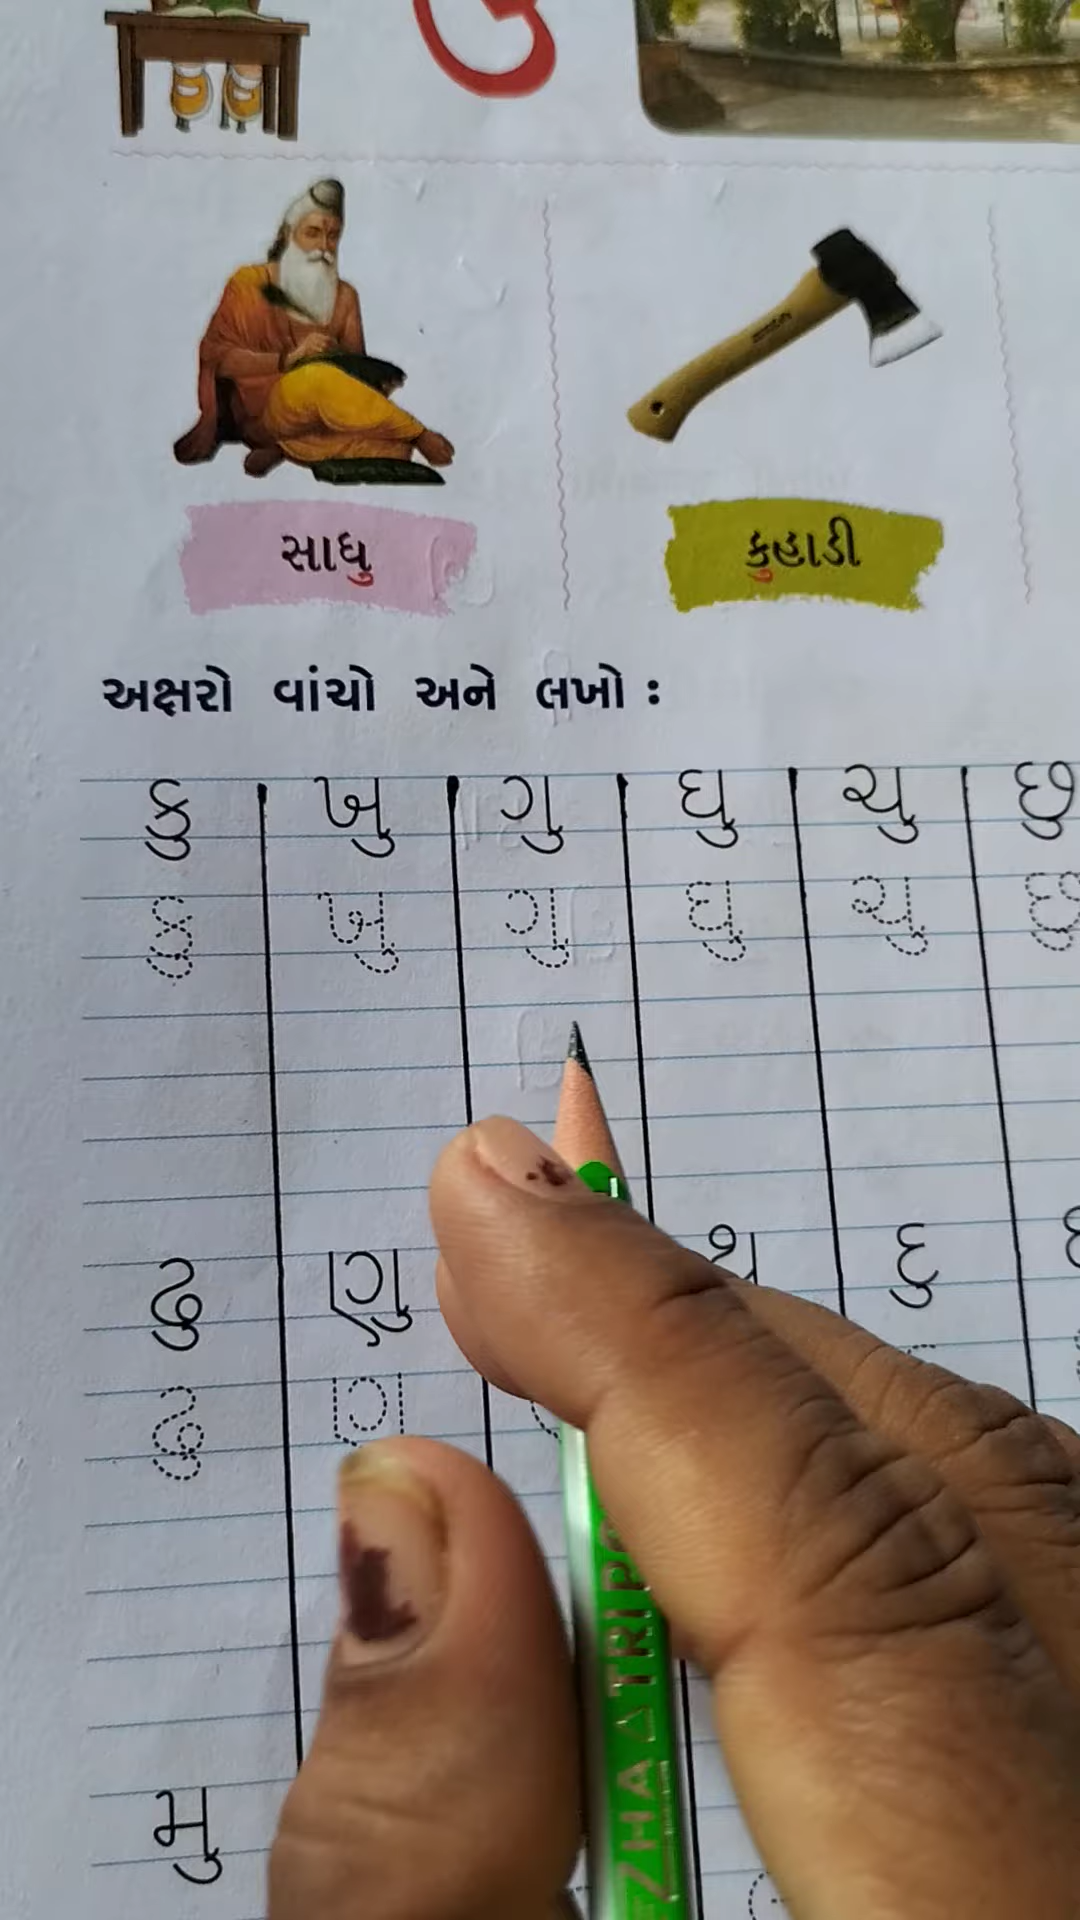 સાધુ કુહાડી
અક્ષરો વાંચો અને લખો :
કુ ખુ ગુ ઘુ ચુ છુ
કુ ખુ ગુ ઘુ ચુ છુ
ઢુ ણુ થુ દુ
ઢુ
મુ